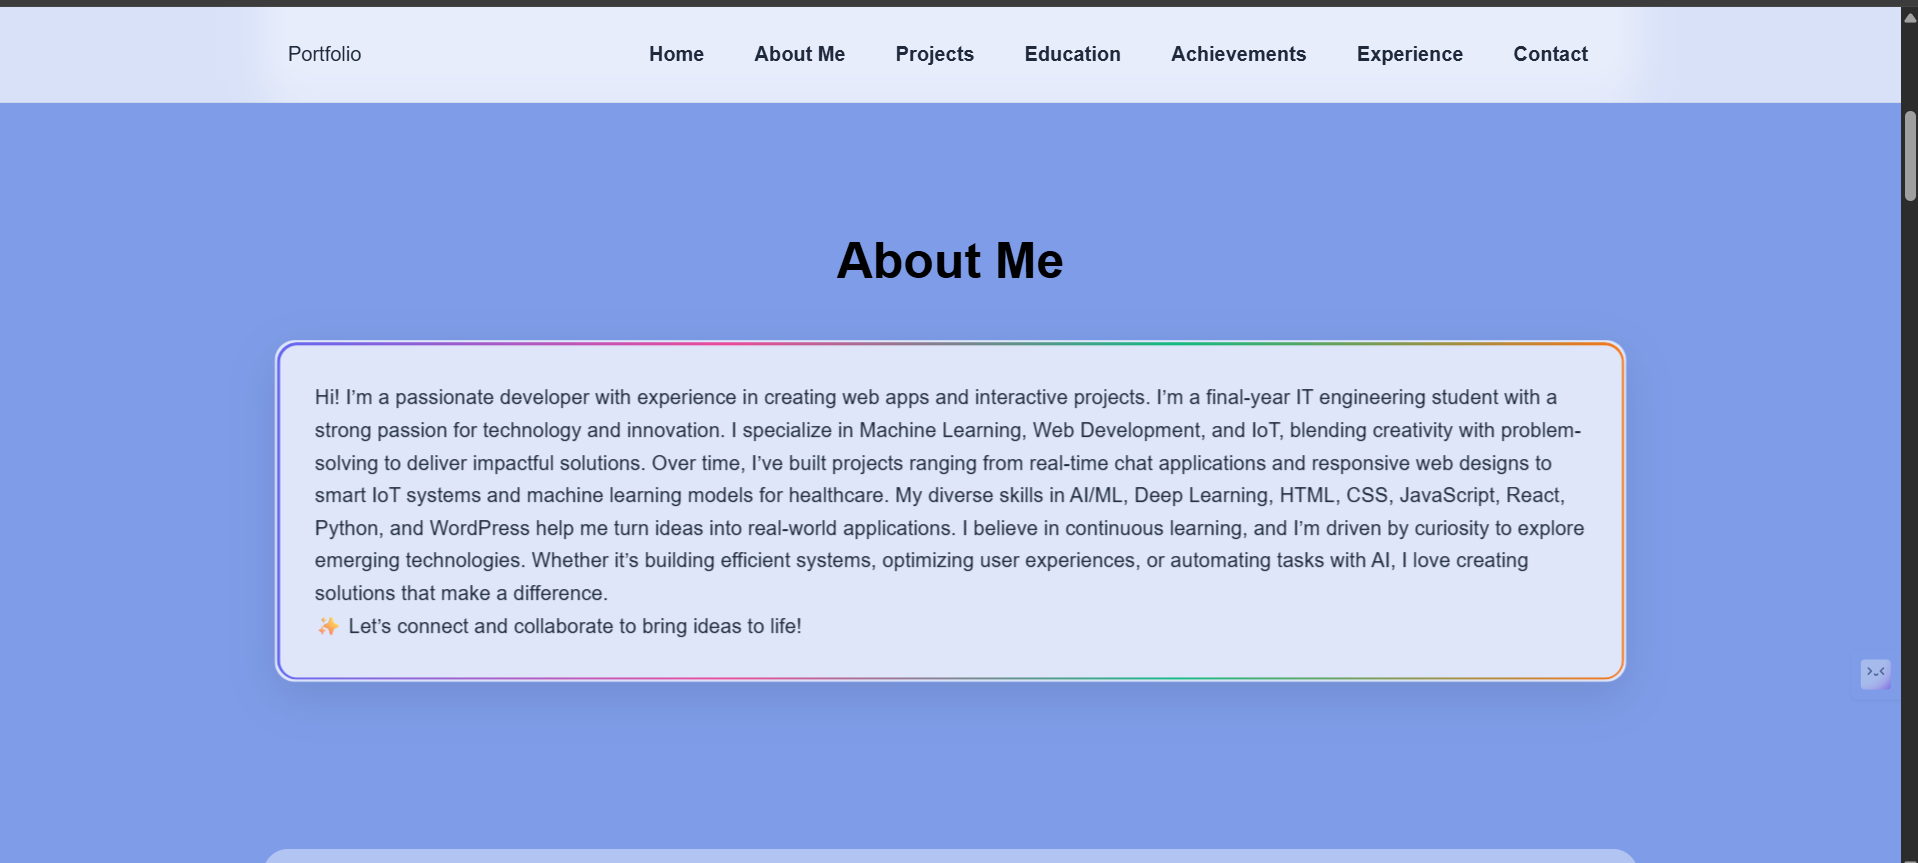 Portfolio
Home About Me Projects Education Achievements Experience Contact
About Me
Hi! I’m a passionate developer with experience in creating web apps and interactive projects. I’m a final-year IT engineering student with a
strong passion for technology and innovation. I specialize in Machine Learning, Web Development, and IoT, blending creativity with problem-
solving to deliver impactful solutions. Over time, I’ve built projects ranging from real-time chat applications and responsive web designs to
smart IoT systems and machine learning models for healthcare. My diverse skills in AI/ML, Deep Learning, HTML, CSS, JavaScript, React,
Python, and WordPress help me turn ideas into real-world applications. I believe in continuous learning, and I’m driven by curiosity to explore
emerging technologies. Whether it’s building efficient systems, optimizing user experiences, or automating tasks with AI, I love creating
solutions that make a difference.
✨ Let’s connect and collaborate to bring ideas to life!